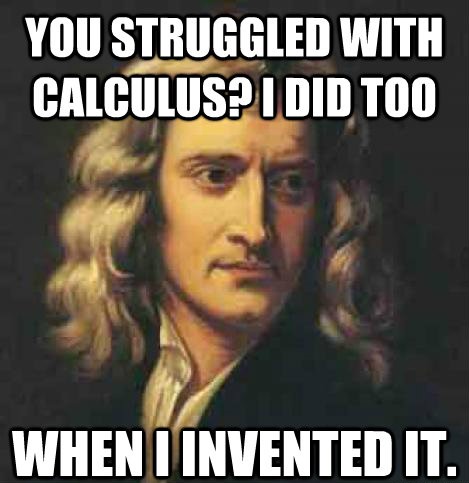 YOU STRUGGLED WITH
CALCULUS? I DID TOO
WHEN I INVENTED IT.